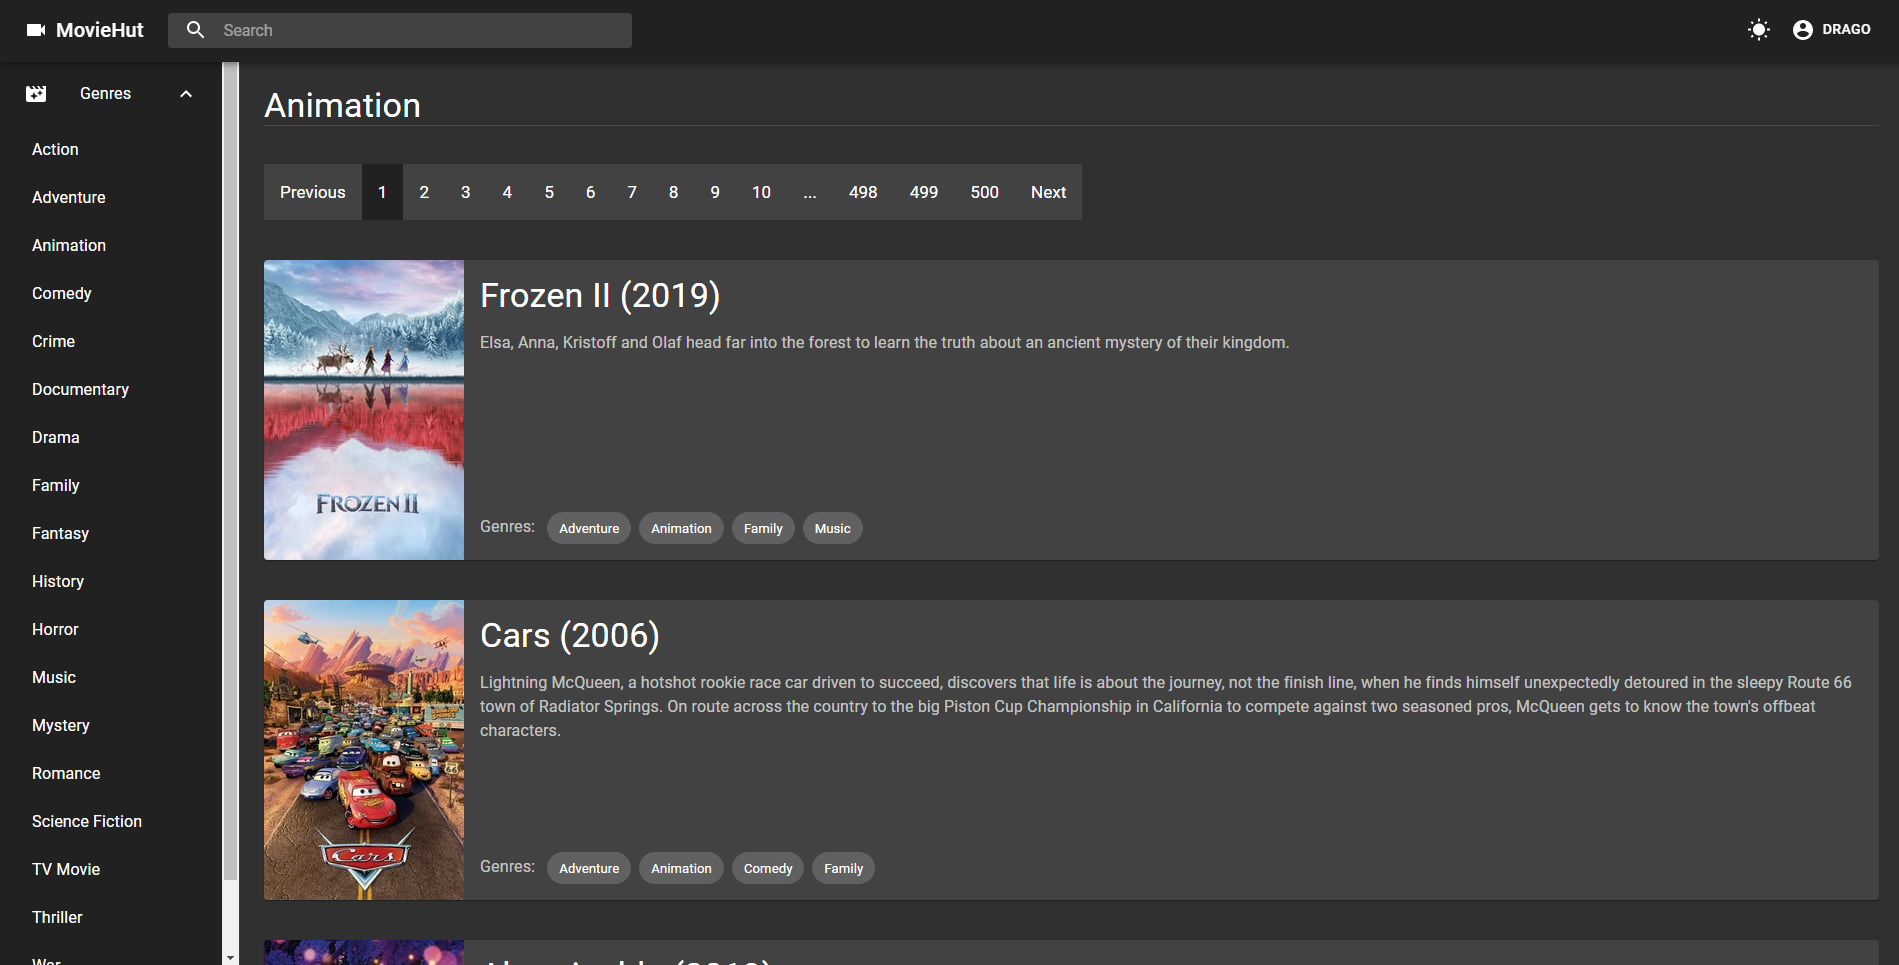 MovieHut
Search
DRAGO
Genres
Action
Adventure
Animation
Comedy
Crime
Documentary
Drama
Family
Fantasy
History
Horror
Music
Mystery
Romance
Science Fiction
TV Movie
Thriller
War
Animation
Previous 1 2 3 4 5 6 7 8 9 10 ... 498 499 500 Next
FROZEN II
Frozen II (2019)
Elsa, Anna, Kristoff and Olaf head far into the forest to learn the truth about an ancient mystery of their kingdom.
Genres: Adventure Animation Family Music
Cars
Cars (2006)
Lightning McQueen, a hotshot rookie race car driven to succeed, discovers that life is about the journey, not the finish line, when he finds himself unexpectedly detoured in the sleepy Route 66
town of Radiator Springs. On route across the country to the big Piston Cup Championship in California to compete against two seasoned pros, McQueen gets to know the town's offbeat
characters.
Genres: Adventure Animation Comedy Family